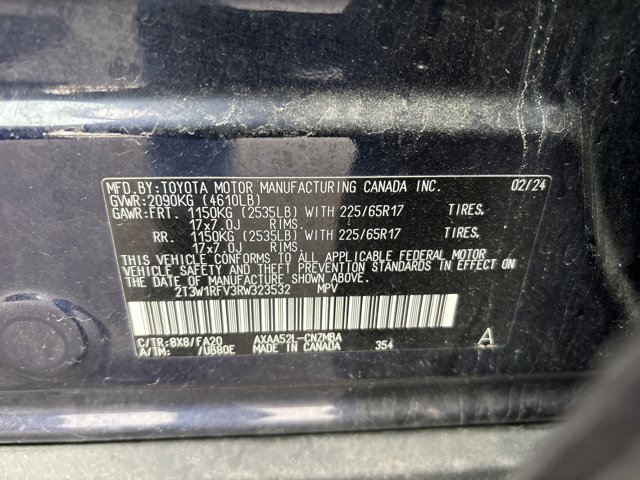 MFD.BY:TOYOTA MOTOR MANUFACTURING CANADA INC. 02/24
GVWR:2090KG (4610LB)
GAWR:FRT. 1150KG (2535LB) WITH 225/65R17 TIRES,
17x7.0J RIMS,
RR. 1150KG (2535LB) WITH 225/65R17 TIRES,
17x7.0J RIMS
THIS VEHICLE CONFORMS TO ALL APPLICABLE FEDERAL MOTOR
VEHICLE SAFETY AND THEFT PREVENTION STANDARDS IN EFFECT ON
THE DATE OF MANUFACTURE SHOWN ABOVE.
2T3W1RFV3RW323532 MPV
C/TR:8X8/FA20 AXAA52L-CNZMBA A
A/TM: /UB80E MADE IN CANADA 354